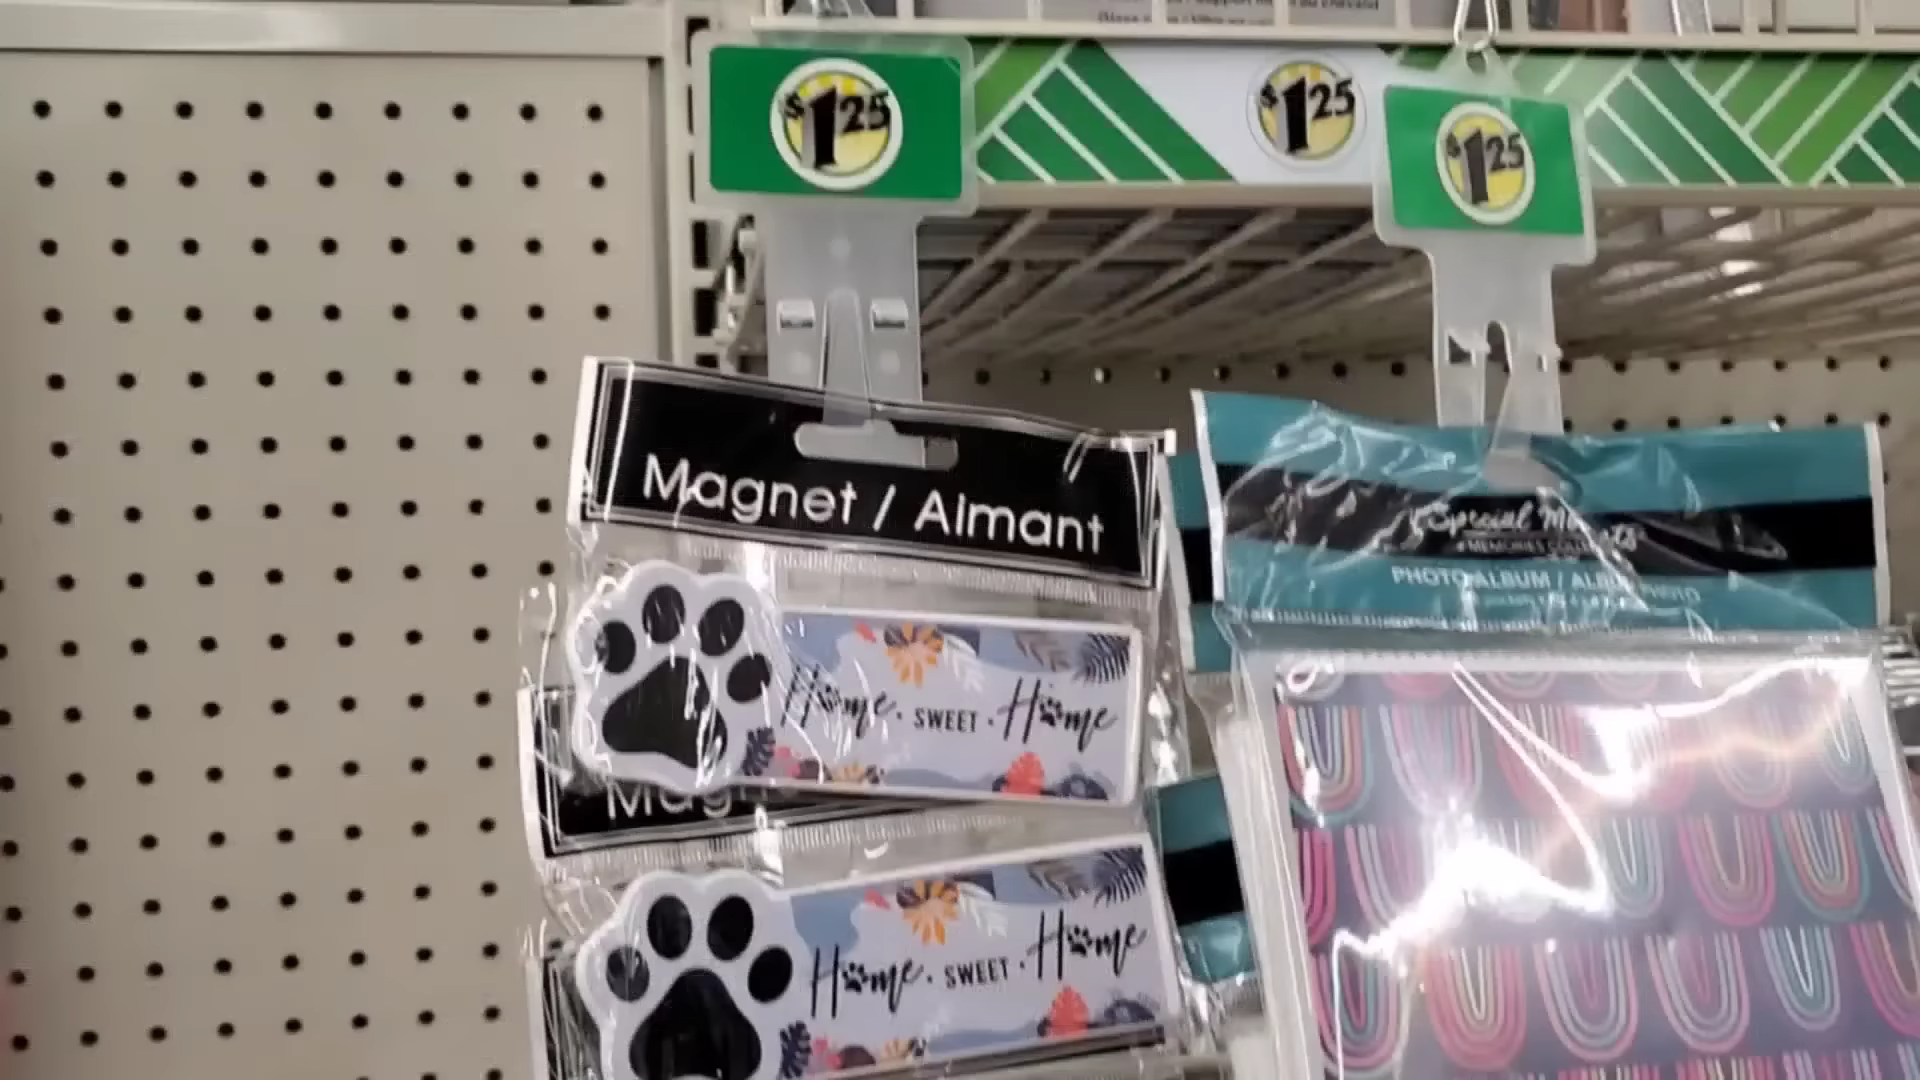 $1.25
$1.25
$1.25
Magnet / Aimant
Special Moments
PHOTO ALBUM / ALBUM PHOTO
Home. SWEET. Home
Magn
Home. SWEET. Home